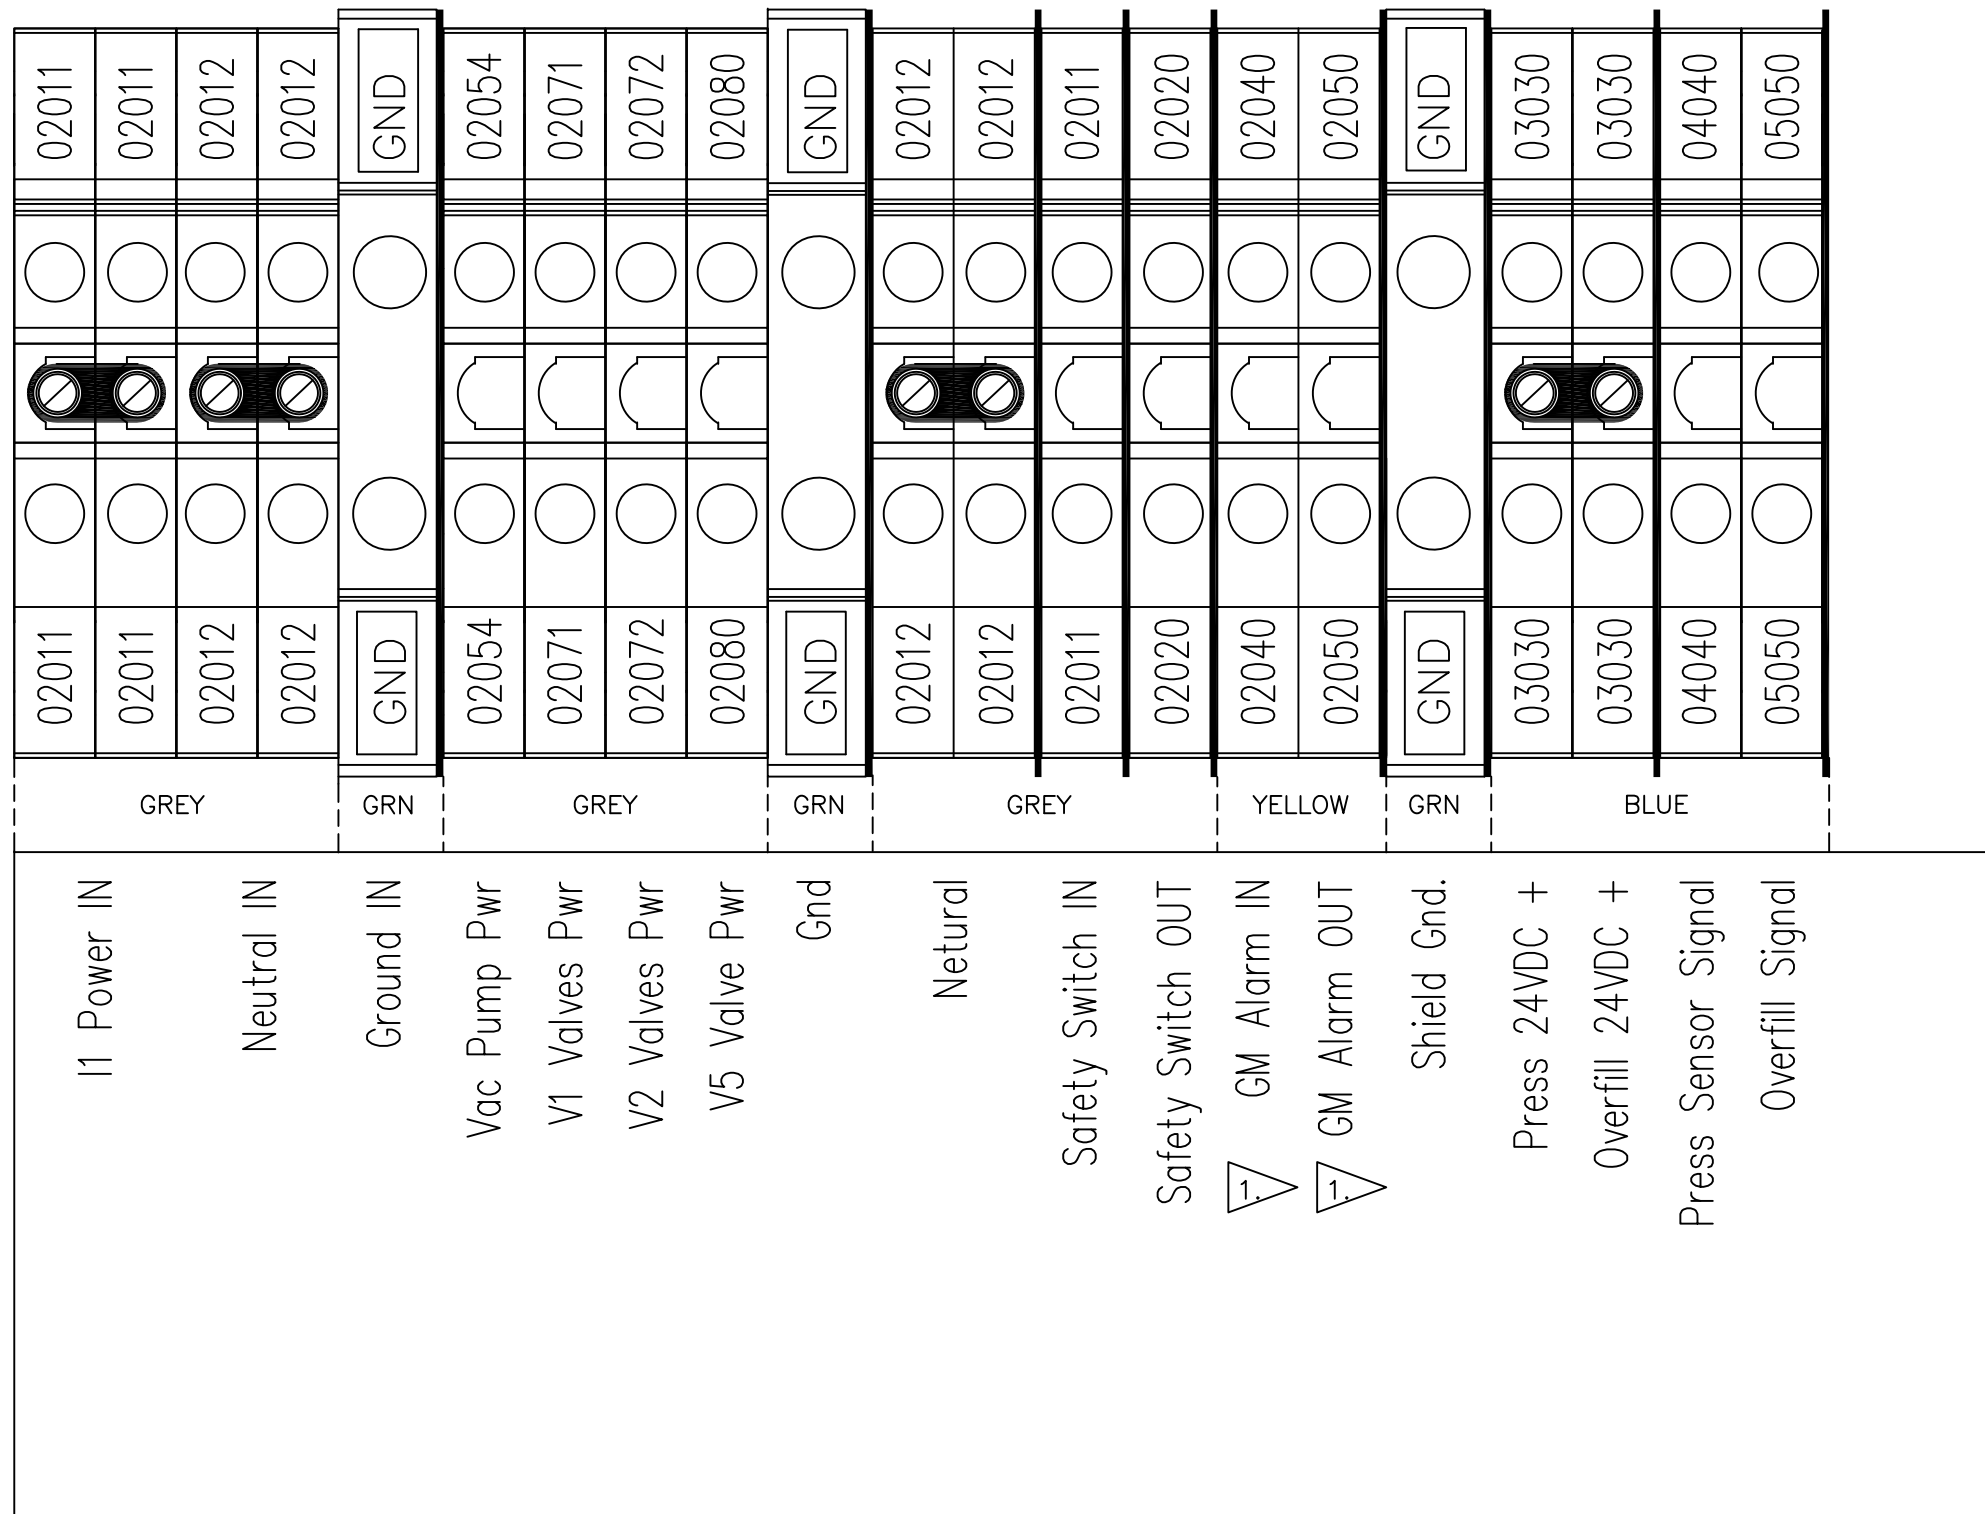 02011
02011
02012
02012
GND
02054
02071
02072
02080
GND
02012
02012
02011
02020
02040
02050
GND
03030
03030
04040
05050
02011
02011
02012
02012
GND
02054
02071
02072
02080
GND
02012
02012
02011
02020
02040
02050
GND
03030
03030
04040
05050
GREY
GRN
GREY
GRN
GREY
YELLOW
GRN
BLUE
I1 Power IN
Neutral IN
Ground IN
Vac Pump Pwr
V1 Valves Pwr
V2 Valves Pwr
V5 Valve Pwr
Gnd
Netural
Safety Switch IN
Safety Switch OUT
GM Alarm IN
GM Alarm OUT
Shield Gnd.
Press 24VDC +
Overfill 24VDC +
Press Sensor Signal
Overfill Signal
1.
1.